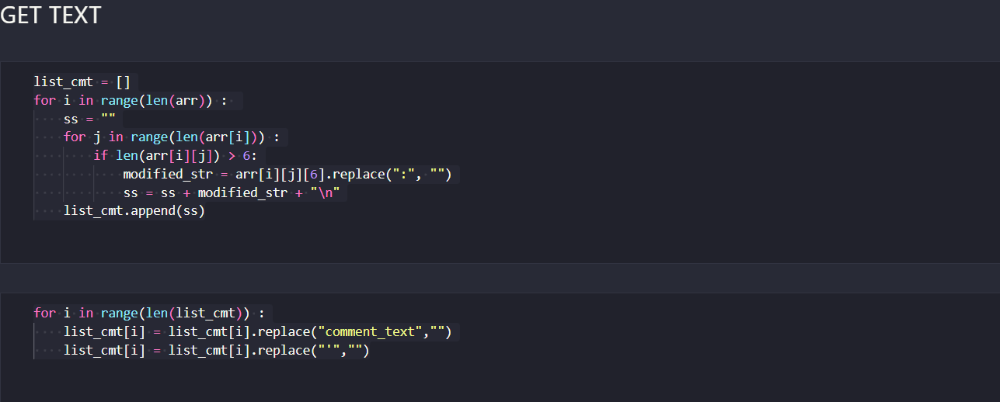 GET TEXT
list_cmt = []
for i in range(len(arr)) :
    ss = ""
    for j in range(len(arr[i])) :
        if len(arr[i][j]) > 6:
            modified_str = arr[i][j][6].replace(":", "")
            ss = ss + modified_str + "\n"
    list_cmt.append(ss)
for i in range(len(list_cmt)) :
    list_cmt[i] = list_cmt[i].replace("comment_text","")
    list_cmt[i] = list_cmt[i].replace("'","")